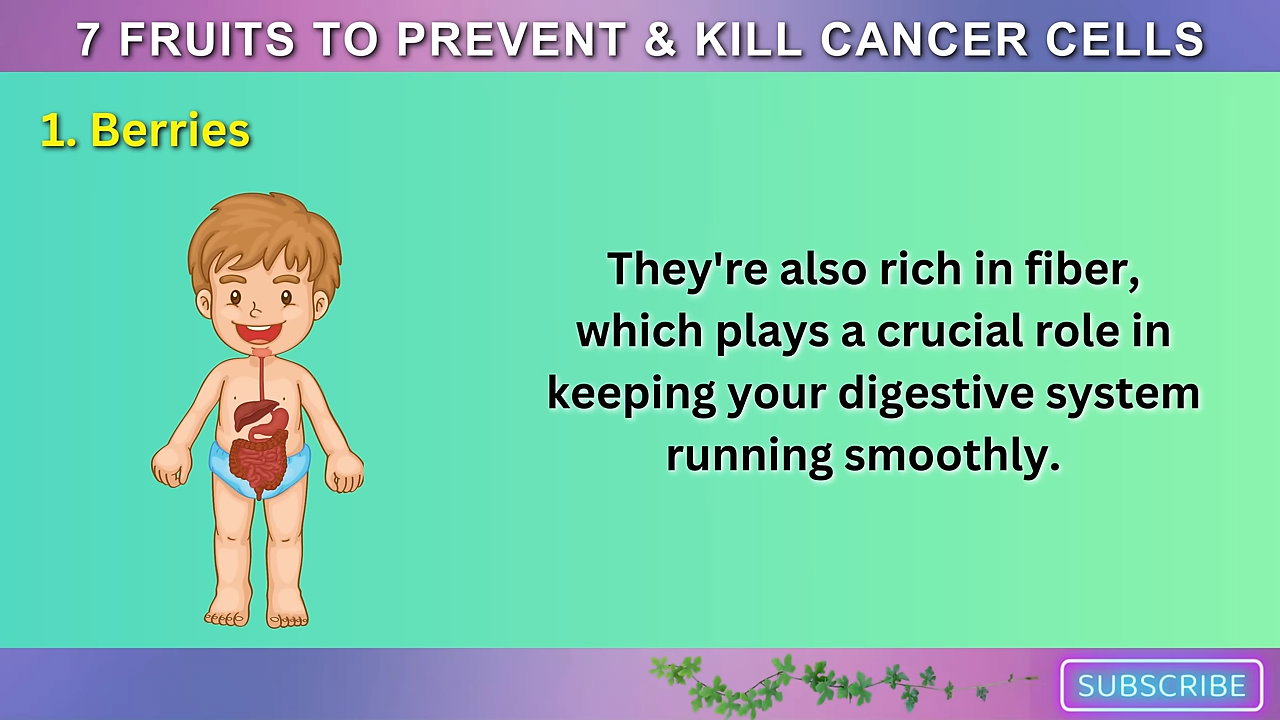 7 FRUITS TO PREVENT & KILL CANCER CELLS
1. Berries
They're also rich in fiber,
which plays a crucial role in
keeping your digestive system
running smoothly.
SUBSCRIBE